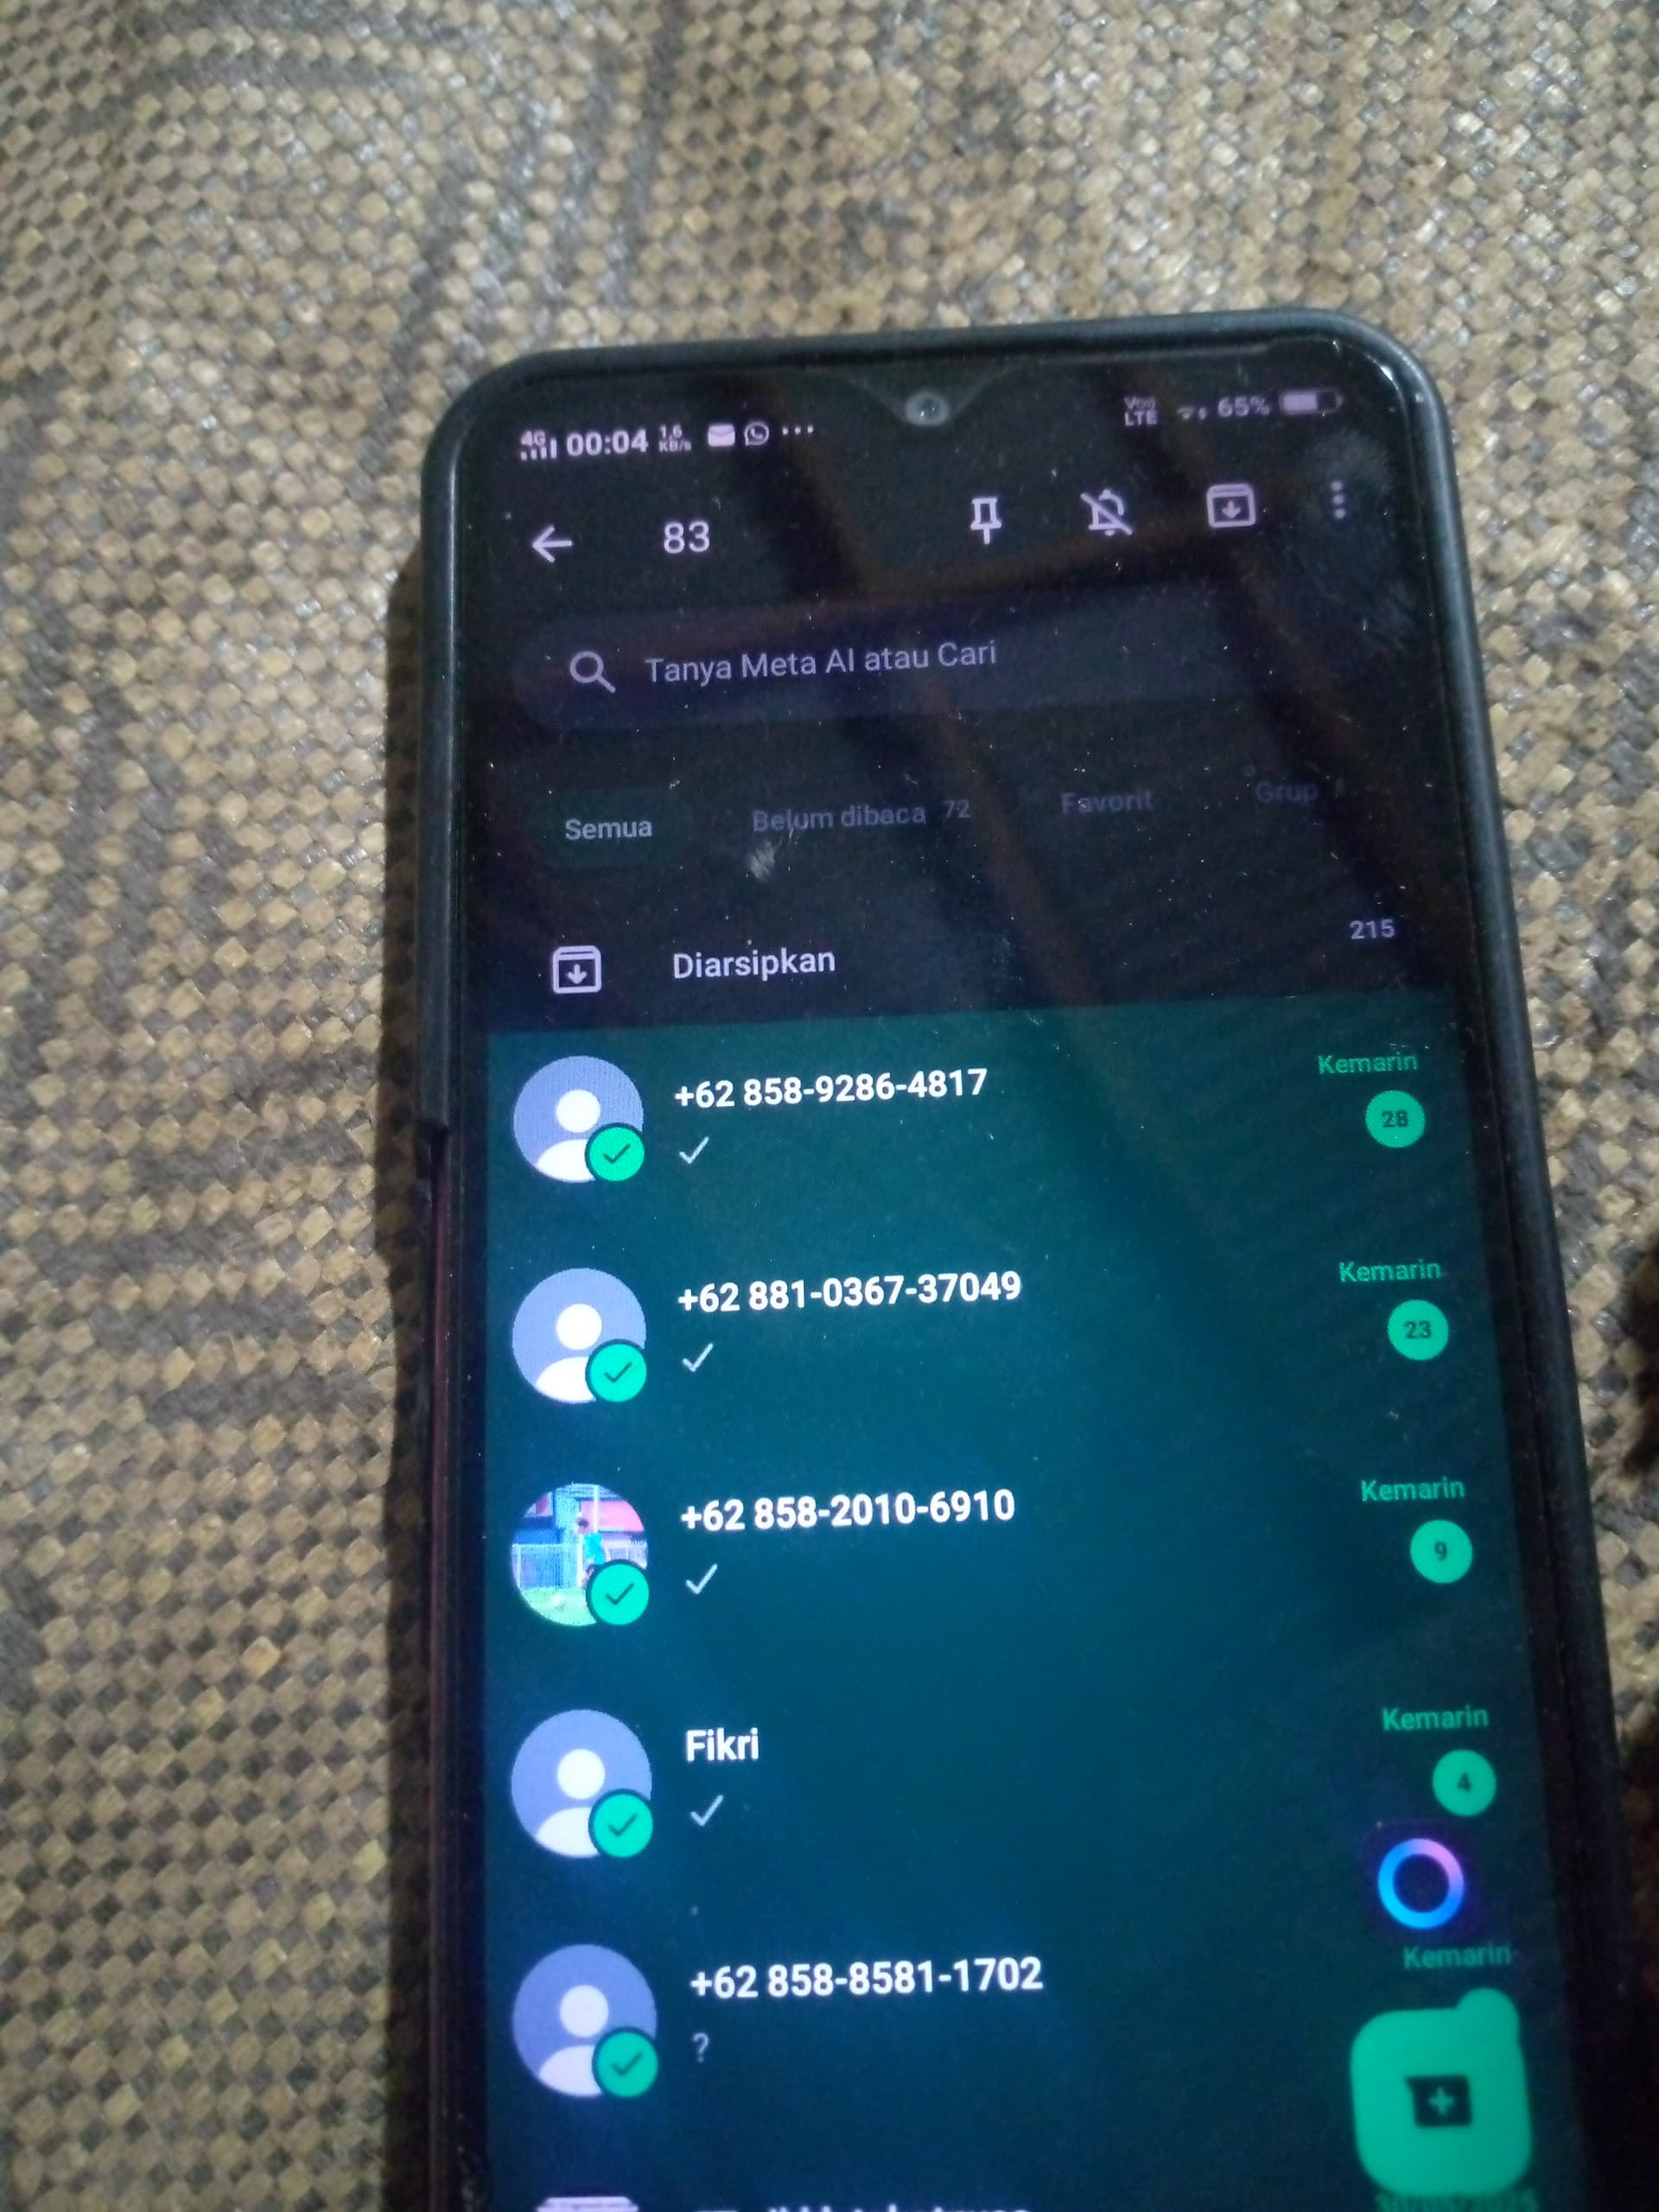 4G 00:04 1,6 KB/s VoLTE 65%
83
Tanya Meta AI atau Cari
Semua Belum dibaca 72 Favorit Grup
Diarsipkan 215
+62 858-9286-4817 Kemarin
28
+62 881-0367-37049 Kemarin
23
+62 858-2010-6910 Kemarin
9
Fikri Kemarin
4
+62 858-8581-1702 Kemarin
?